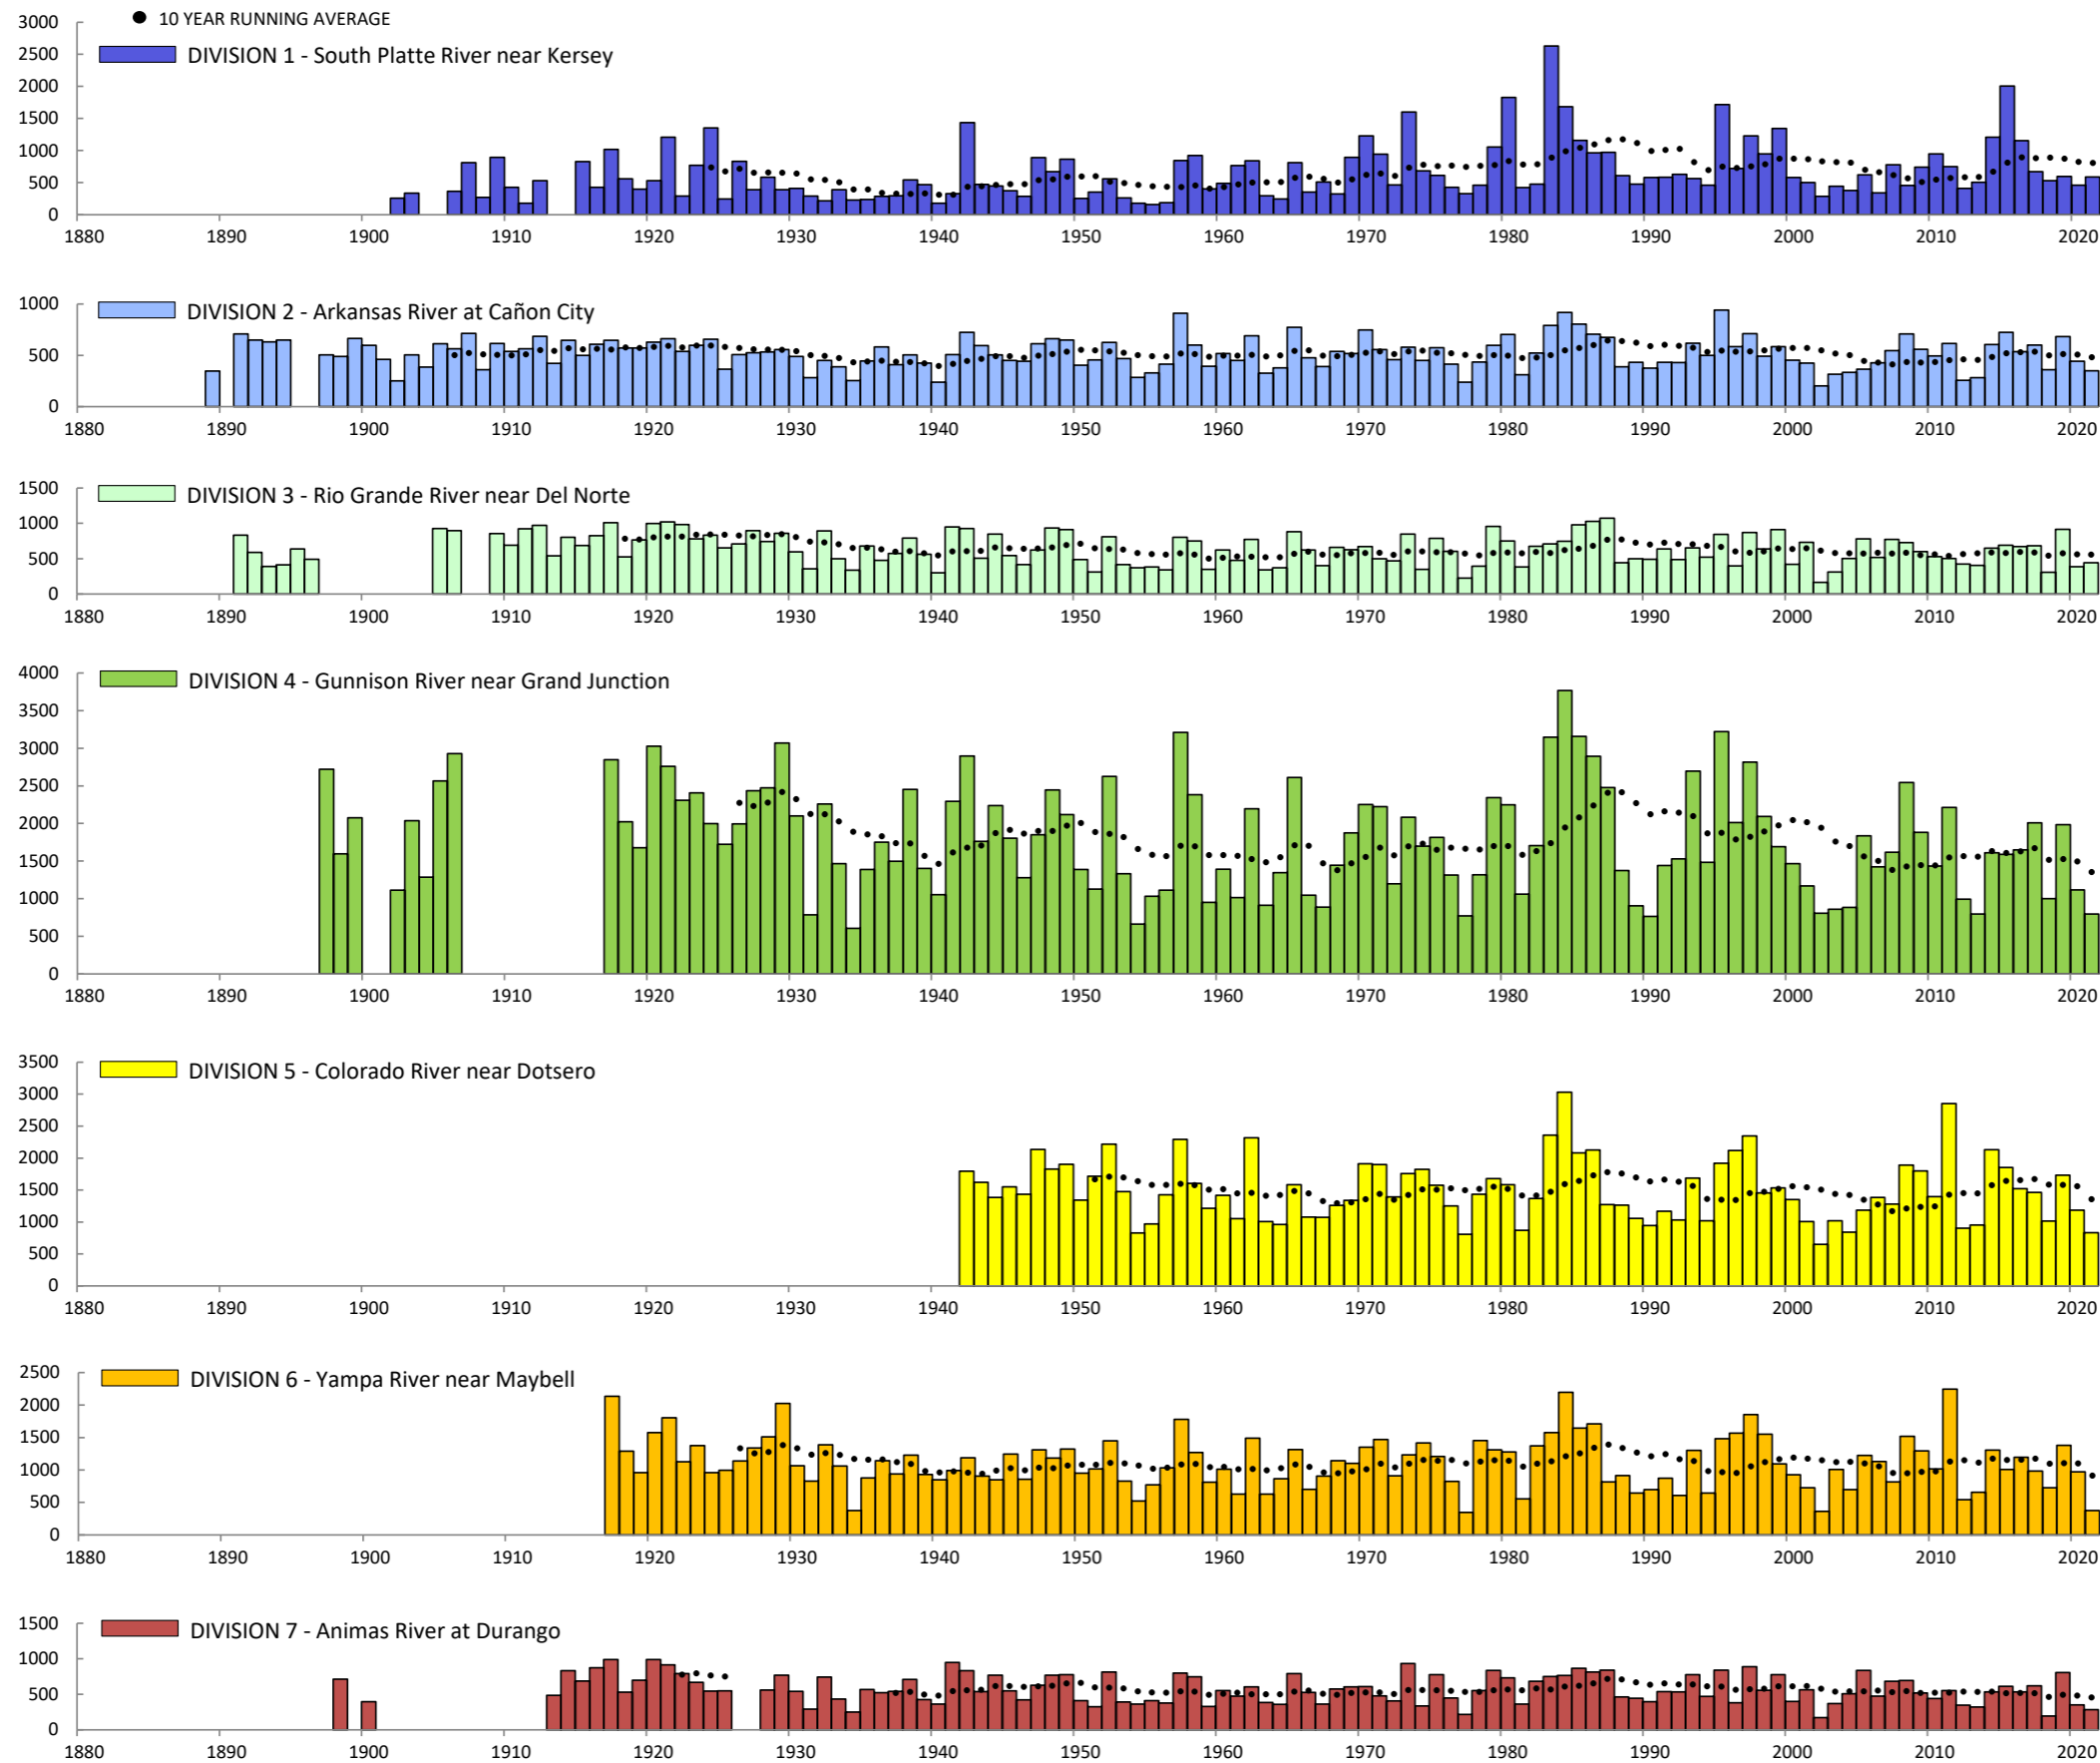 ● 10 YEAR RUNNING AVERAGE
3000
DIVISION 1 - South Platte River near Kersey
2500
2000
1500
1000
500
0
1880 1890 1900 1910 1920 1930 1940 1950 1960 1970 1980 1990 2000 2010 2020
1000
DIVISION 2 - Arkansas River at Cañon City
500
0
1880 1890 1900 1910 1920 1930 1940 1950 1960 1970 1980 1990 2000 2010 2020
1500
DIVISION 3 - Rio Grande River near Del Norte
1000
500
0
1880 1890 1900 1910 1920 1930 1940 1950 1960 1970 1980 1990 2000 2010 2020
4000
DIVISION 4 - Gunnison River near Grand Junction
3500
3000
2500
2000
1500
1000
500
0
1880 1890 1900 1910 1920 1930 1940 1950 1960 1970 1980 1990 2000 2010 2020
3500
DIVISION 5 - Colorado River near Dotsero
3000
2500
2000
1500
1000
500
0
1880 1890 1900 1910 1920 1930 1940 1950 1960 1970 1980 1990 2000 2010 2020
2500
DIVISION 6 - Yampa River near Maybell
2000
1500
1000
500
0
1880 1890 1900 1910 1920 1930 1940 1950 1960 1970 1980 1990 2000 2010 2020
1500
DIVISION 7 - Animas River at Durango
1000
500
0
1880 1890 1900 1910 1920 1930 1940 1950 1960 1970 1980 1990 2000 2010 2020